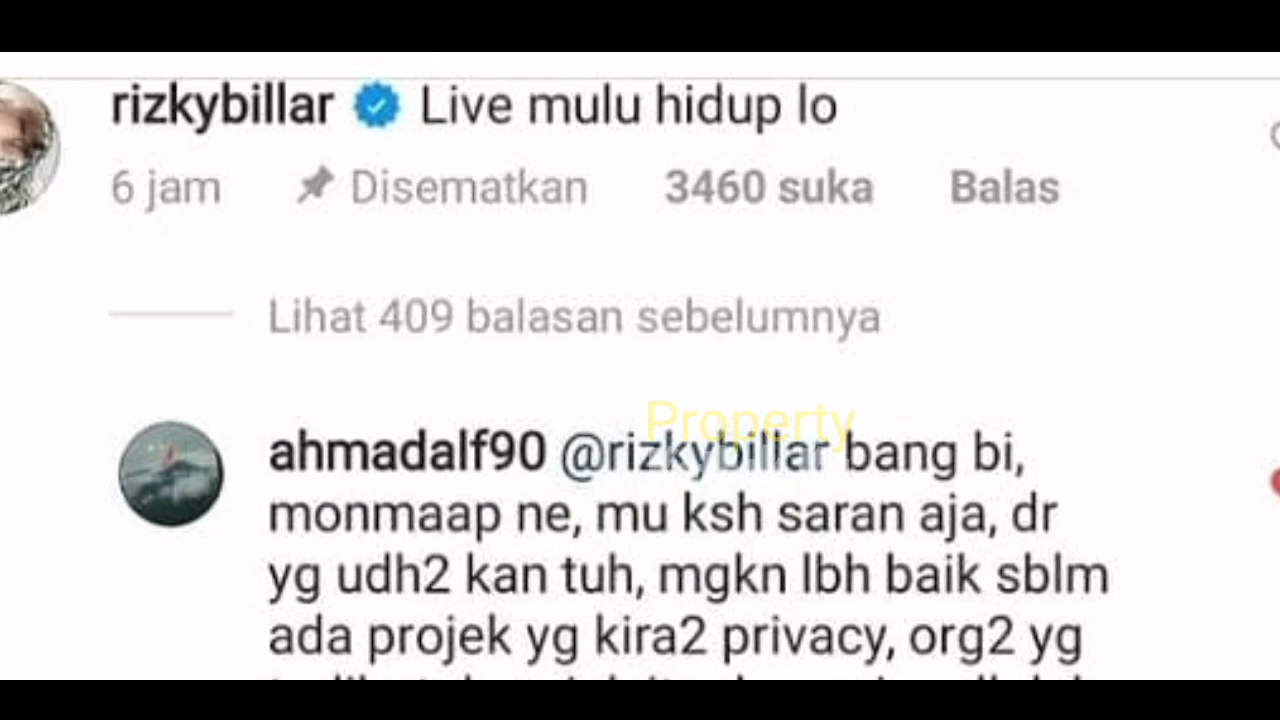 rizkybillar Live mulu hidup lo
6 jam Disematkan 3460 suka Balas
Lihat 409 balasan sebelumnya
Property
ahmadalf90 @rizkybillar bang bi,
monmaap ne, mu ksh saran aja, dr
yg udh2 kan tuh, mgkn lbh baik sblm
ada projek yg kira2 privacy, org2 yg